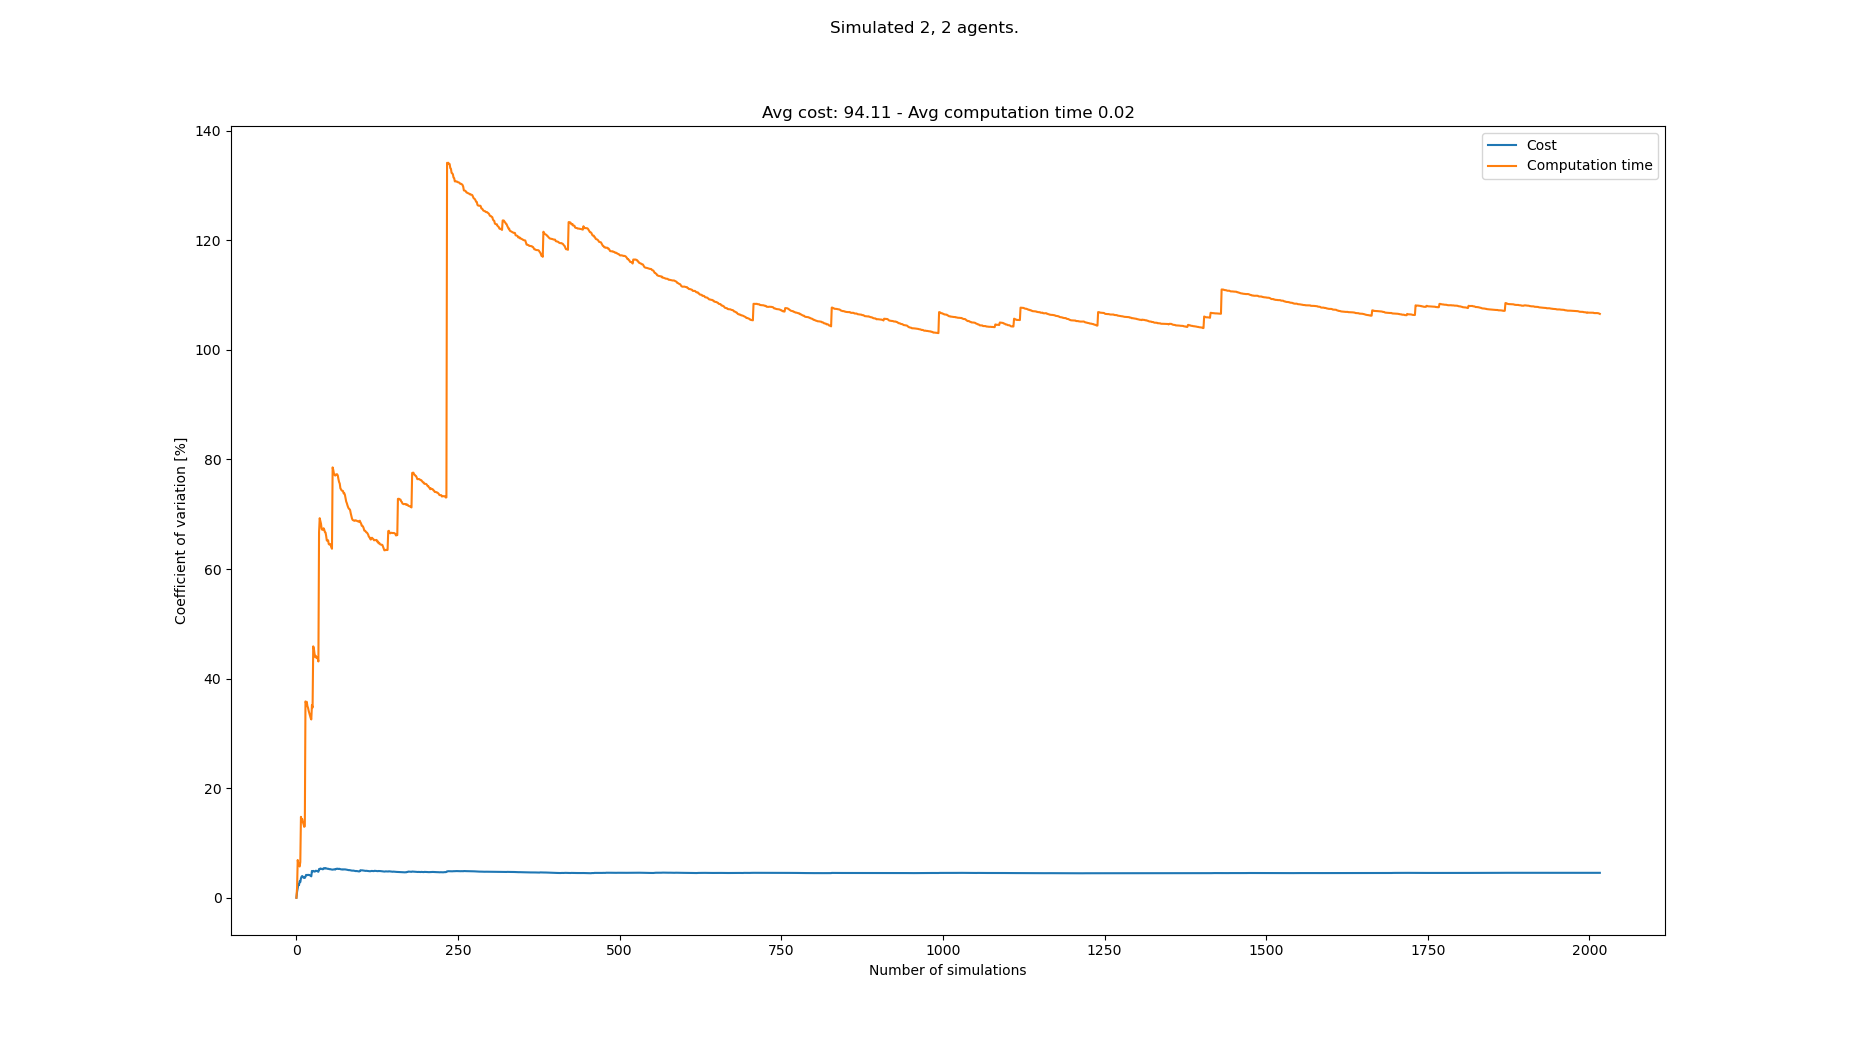 Simulated 2, 2 agents.
Avg cost: 94.11 - Avg computation time 0.02
Cost
Computation time
Coefficient of variation [%]
140
120
100
80
60
40
20
0
0 250 500 750 1000 1250 1500 1750 2000
Number of simulations